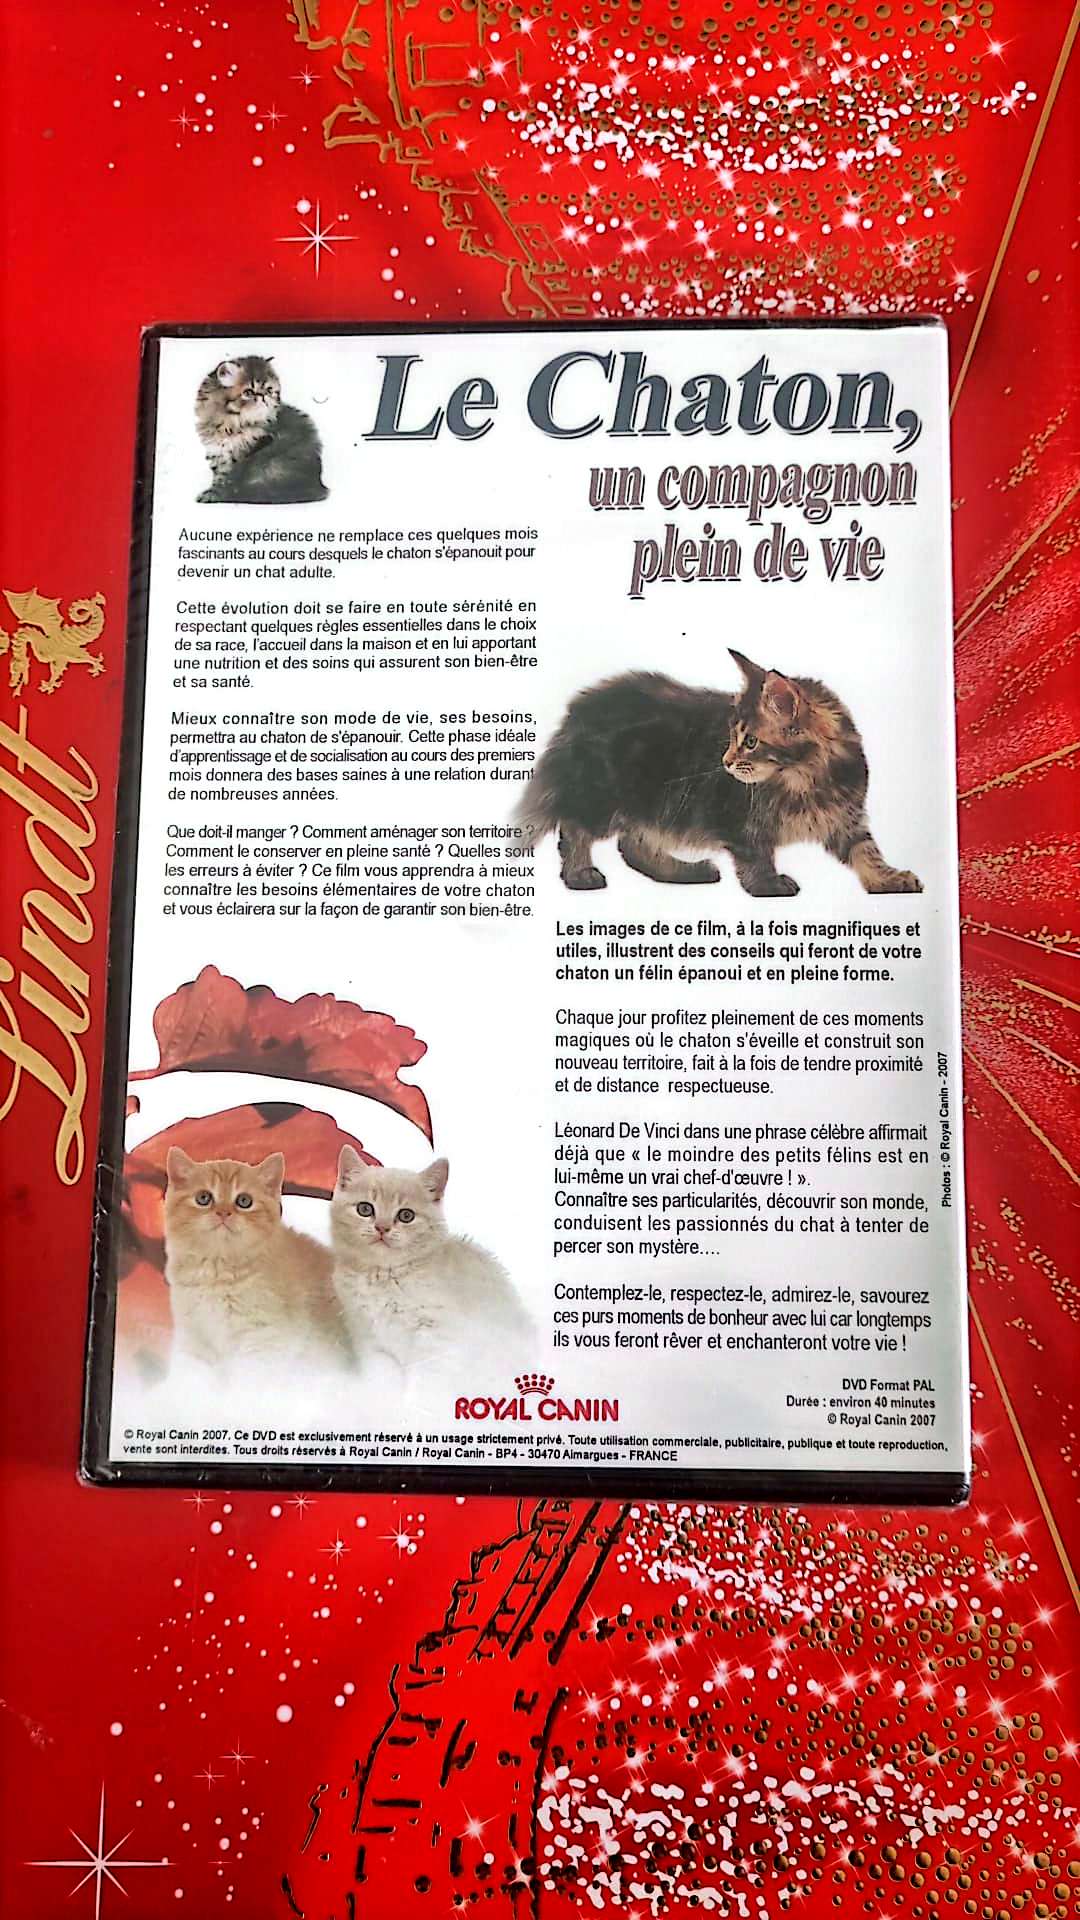 Le Chaton,
un compagnon
plein de vie
Aucune expérience ne remplace ces quelques mois
fascinants au cours desquels le chaton s'épanouit pour
devenir un chat adulte.
Cette évolution doit se faire en toute sérénité en
respectant quelques règles essentielles dans le choix
de sa race, l'accueil dans la maison et en lui apportant
une nutrition et des soins qui assurent son bien-être
et sa santé.
Mieux connaître son mode de vie, ses besoins,
permettra au chaton de s'épanouir. Cette phase idéale
d'apprentissage et de socialisation au cours des premiers
mois donnera des bases saines à une relation durant
de nombreuses années.
Que doit-il manger ? Comment aménager son territoire ?
Comment le conserver en pleine santé ? Quelles sont
les erreurs à éviter ? Ce film vous apprendra à mieux
connaître les besoins élémentaires de votre chaton
et vous éclairera sur la façon de garantir son bien-être.
Les images de ce film, à la fois magnifiques et
utiles, illustrent des conseils qui feront de votre
chaton un félin épanoui et en pleine forme.
Chaque jour profitez pleinement de ces moments
magiques où le chaton s'éveille et construit son
nouveau territoire, fait à la fois de tendre proximité
et de distance respectueuse.
Léonard De Vinci dans une phrase célèbre affirmait
déjà que « le moindre des petits félins est en
lui-même un vrai chef-d'œuvre ! ».
Connaître ses particularités, découvrir son monde,
conduisent les passionnés du chat à tenter de
percer son mystère....
Contemplez-le, respectez-le, admirez-le, savourez
ces purs moments de bonheur avec lui car longtemps
ils vous feront rêver et enchanteront votre vie !
Photos : © Royal Canin - 2007
ROYAL CANIN
DVD Format PAL
Durée : environ 40 minutes
© Royal Canin 2007
© Royal Canin 2007. Ce DVD est exclusivement réservé à un usage strictement privé. Toute utilisation commerciale, publicitaire, publique et toute reproduction,
vente sont interdites. Tous droits réservés à Royal Canin / Royal Canin - BP4 - 30470 Aimargues - FRANCE
Lindt